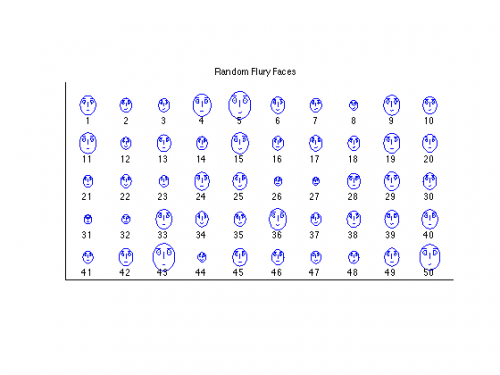 Random Flury Faces
1 2 3 4 5 6 7 8 9 10
11 12 13 14 15 16 17 18 19 20
21 22 23 24 25 26 27 28 29 30
31 32 33 34 35 36 37 38 39 40
41 42 43 44 45 46 47 48 49 50